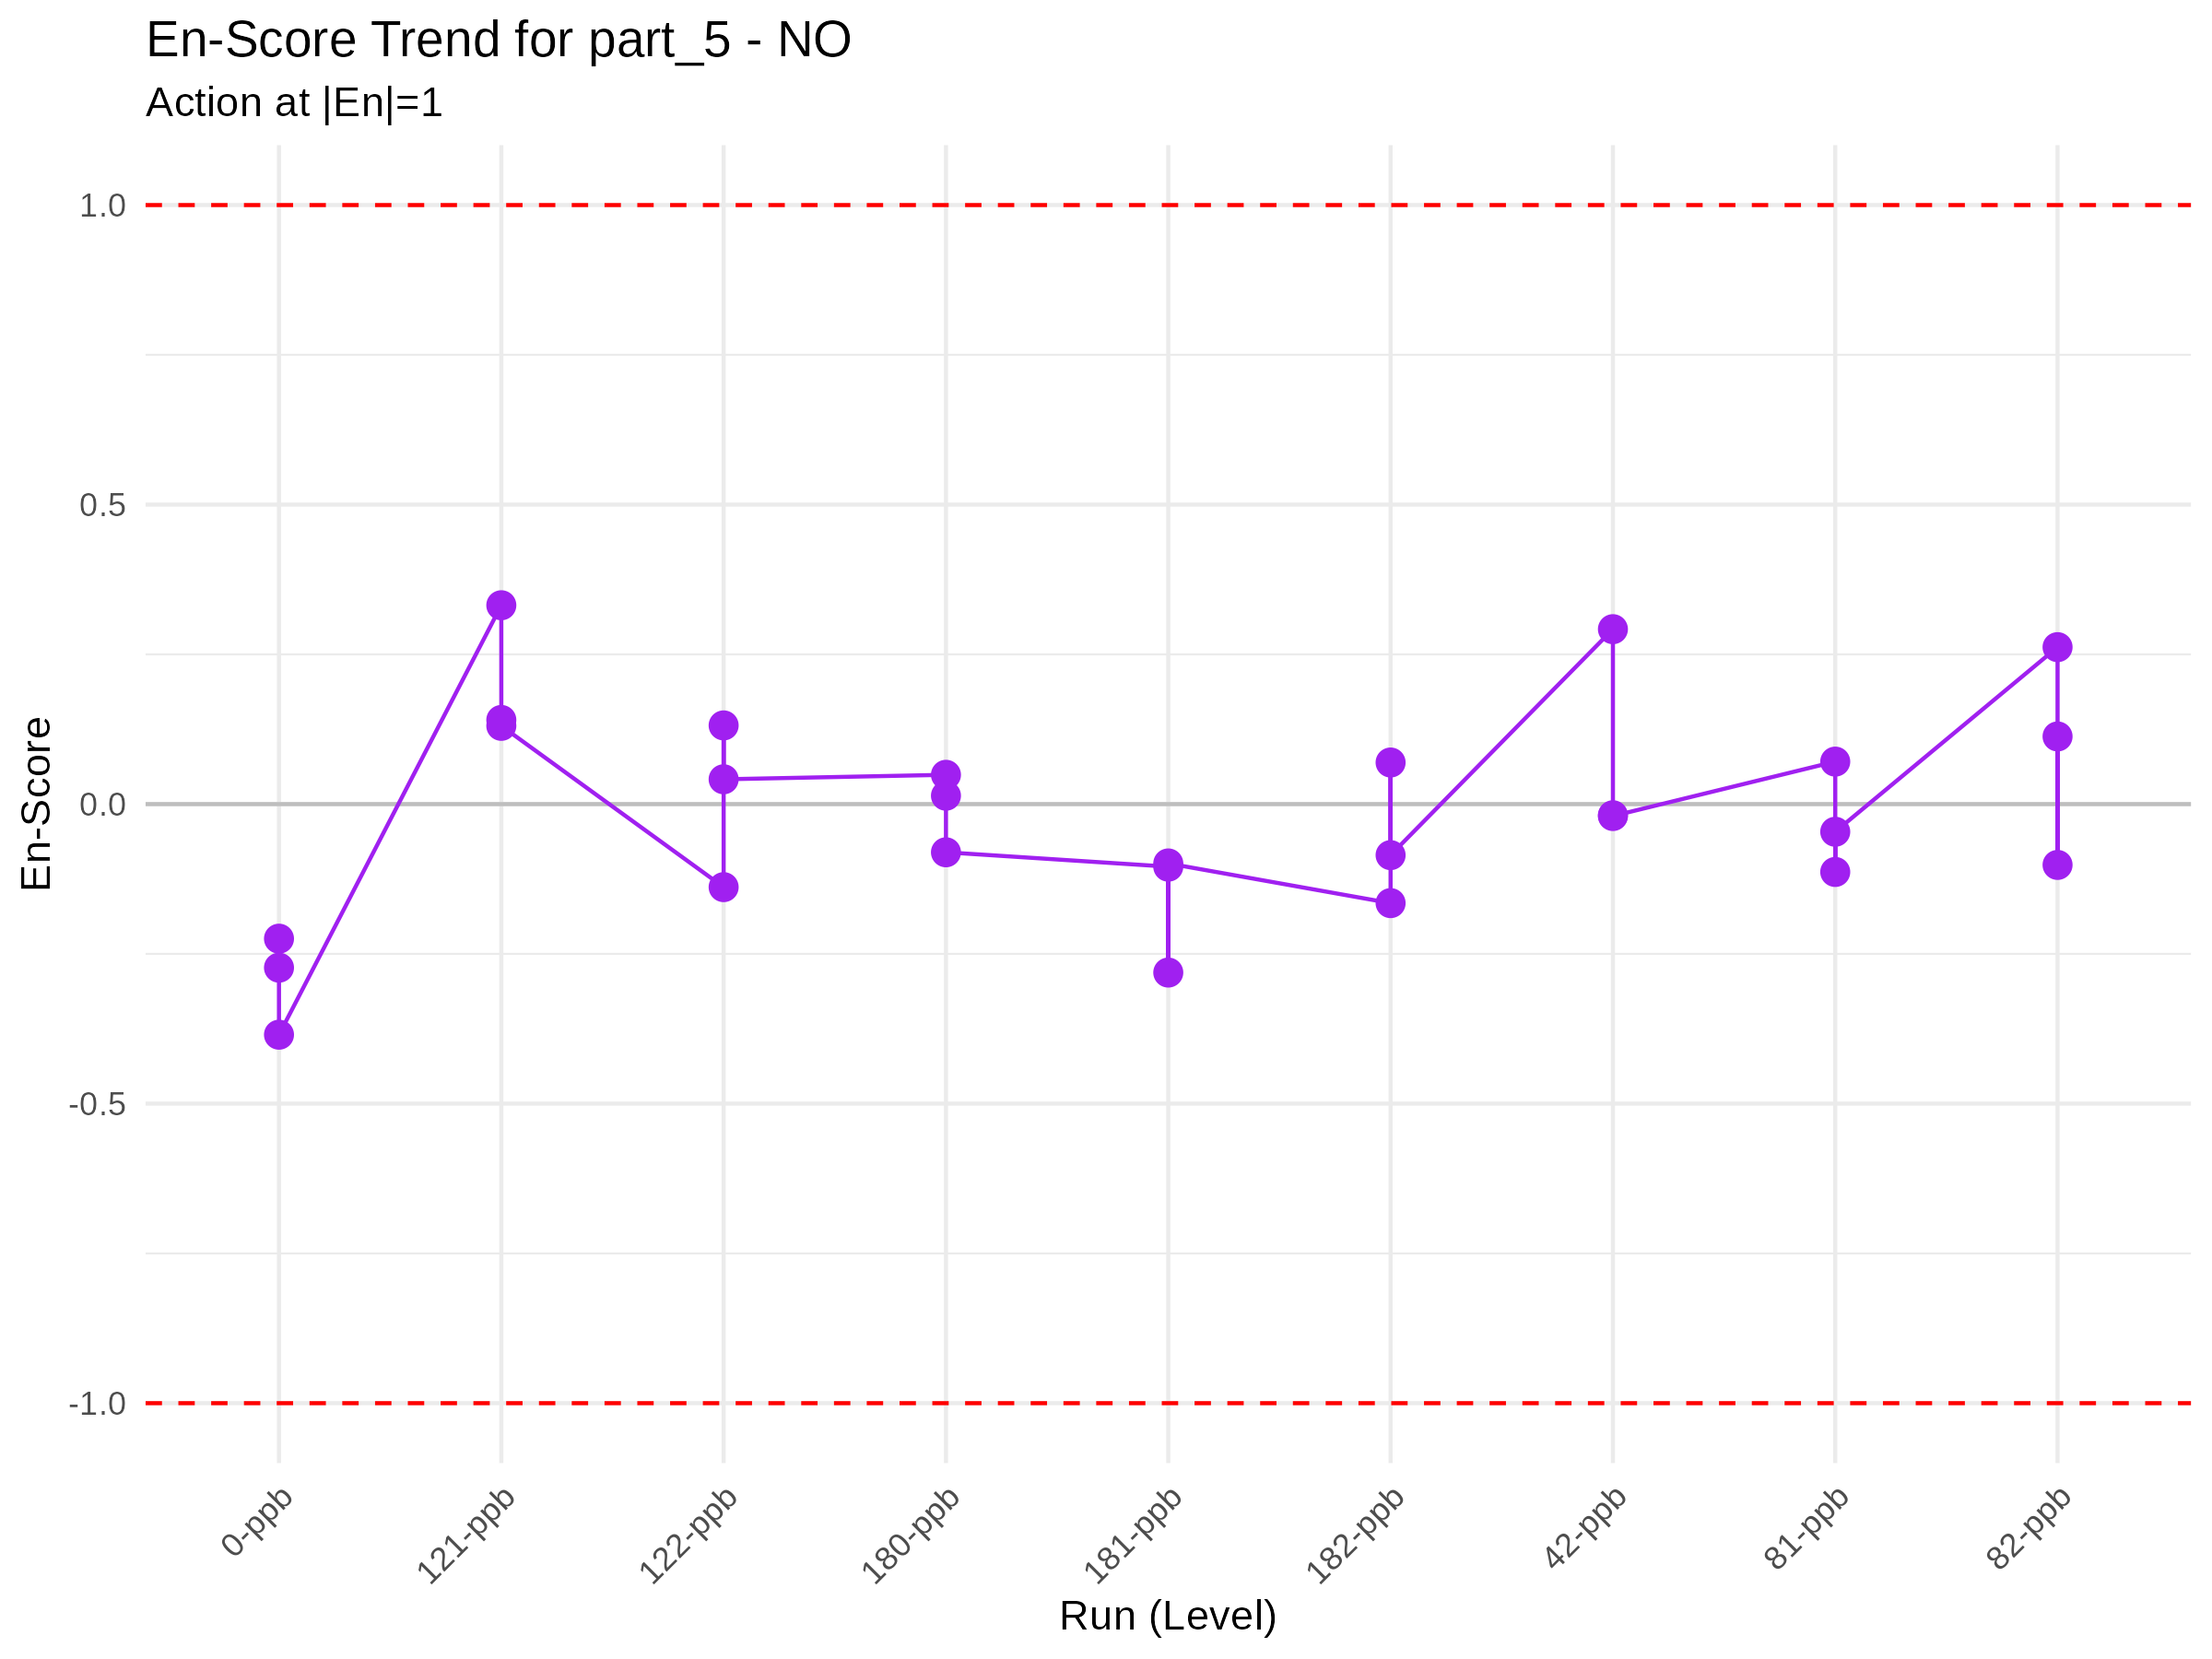 En-Score Trend for part_5 - NO
Action at |En|=1
1.0
0.5
0.0
-0.5
-1.0
En-Score
0-ppb
121-ppb
122-ppb
180-ppb
181-ppb
182-ppb
42-ppb
81-ppb
82-ppb
Run (Level)